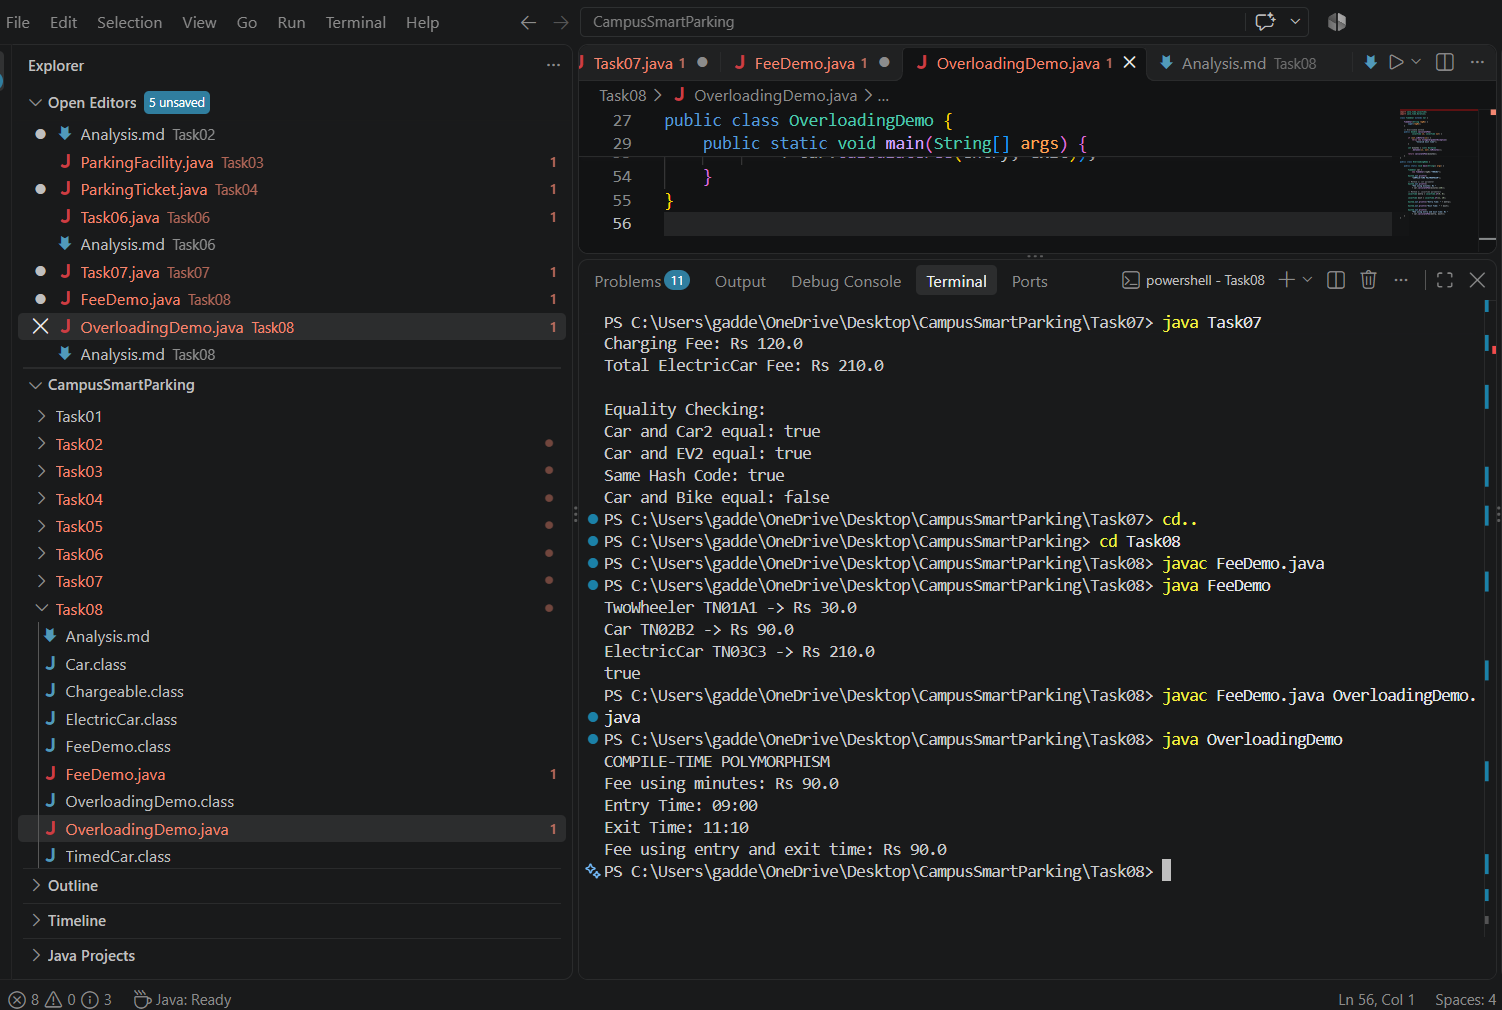 File Edit Selection View Go Run Terminal Help
CampusSmartParking
Explorer
Open Editors 5 unsaved
Analysis.md Task02
ParkingFacility.java Task03 1
ParkingTicket.java Task04 1
Task06.java Task06 1
Analysis.md Task06
Task07.java Task07 1
FeeDemo.java Task08 1
OverloadingDemo.java Task08 1
Analysis.md Task08
CampusSmartParking
Task01
Task02
Task03
Task04
Task05
Task06
Task07
Task08
Analysis.md
Car.class
Chargeable.class
ElectricCar.class
FeeDemo.class
FeeDemo.java 1
OverloadingDemo.class
OverloadingDemo.java 1
TimedCar.class
Outline
Timeline
Java Projects
Task07.java 1 FeeDemo.java 1 OverloadingDemo.java 1 Analysis.md Task08
Task08 > OverloadingDemo.java > ...
27 public class OverloadingDemo {
29 public static void main(String[] args) {
54 }
55 }
56
Problems 11 Output Debug Console Terminal Ports powershell - Task08
PS C:\Users\gadde\OneDrive\Desktop\CampusSmartParking\Task07> java Task07
Charging Fee: Rs 120.0
Total ElectricCar Fee: Rs 210.0
Equality Checking:
Car and Car2 equal: true
Car and EV2 equal: true
Same Hash Code: true
Car and Bike equal: false
PS C:\Users\gadde\OneDrive\Desktop\CampusSmartParking\Task07> cd..
PS C:\Users\gadde\OneDrive\Desktop\CampusSmartParking> cd Task08
PS C:\Users\gadde\OneDrive\Desktop\CampusSmartParking\Task08> javac FeeDemo.java
PS C:\Users\gadde\OneDrive\Desktop\CampusSmartParking\Task08> java FeeDemo
TwoWheeler TN01A1 -> Rs 30.0
Car TN02B2 -> Rs 90.0
ElectricCar TN03C3 -> Rs 210.0
true
PS C:\Users\gadde\OneDrive\Desktop\CampusSmartParking\Task08> javac FeeDemo.java OverloadingDemo.
java
PS C:\Users\gadde\OneDrive\Desktop\CampusSmartParking\Task08> java OverloadingDemo
COMPILE-TIME POLYMORPHISM
Fee using minutes: Rs 90.0
Entry Time: 09:00
Exit Time: 11:10
Fee using entry and exit time: Rs 90.0
PS C:\Users\gadde\OneDrive\Desktop\CampusSmartParking\Task08>
8 0 3 Java: Ready
Ln 56, Col 1 Spaces: 4